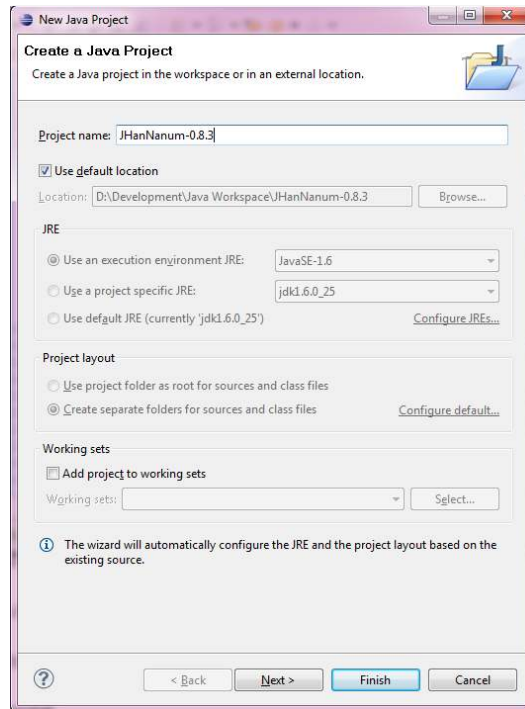 New Java Project
Create a Java Project
Create a Java project in the workspace or in an external location.
Project name: JHanNanum-0.8.3
Use default location
Location: D:\Development\Java Workspace\JHanNanum-0.8.3 Browse...
JRE
Use an execution environment JRE: JavaSE-1.6
Use a project specific JRE: jdk1.6.0_25
Use default JRE (currently 'jdk1.6.0_25') Configure JREs...
Project layout
Use project folder as root for sources and class files
Create separate folders for sources and class files Configure default...
Working sets
Add project to working sets
Working sets: Select...
The wizard will automatically configure the JRE and the project layout based on the
existing source.
? < Back Next > Finish Cancel